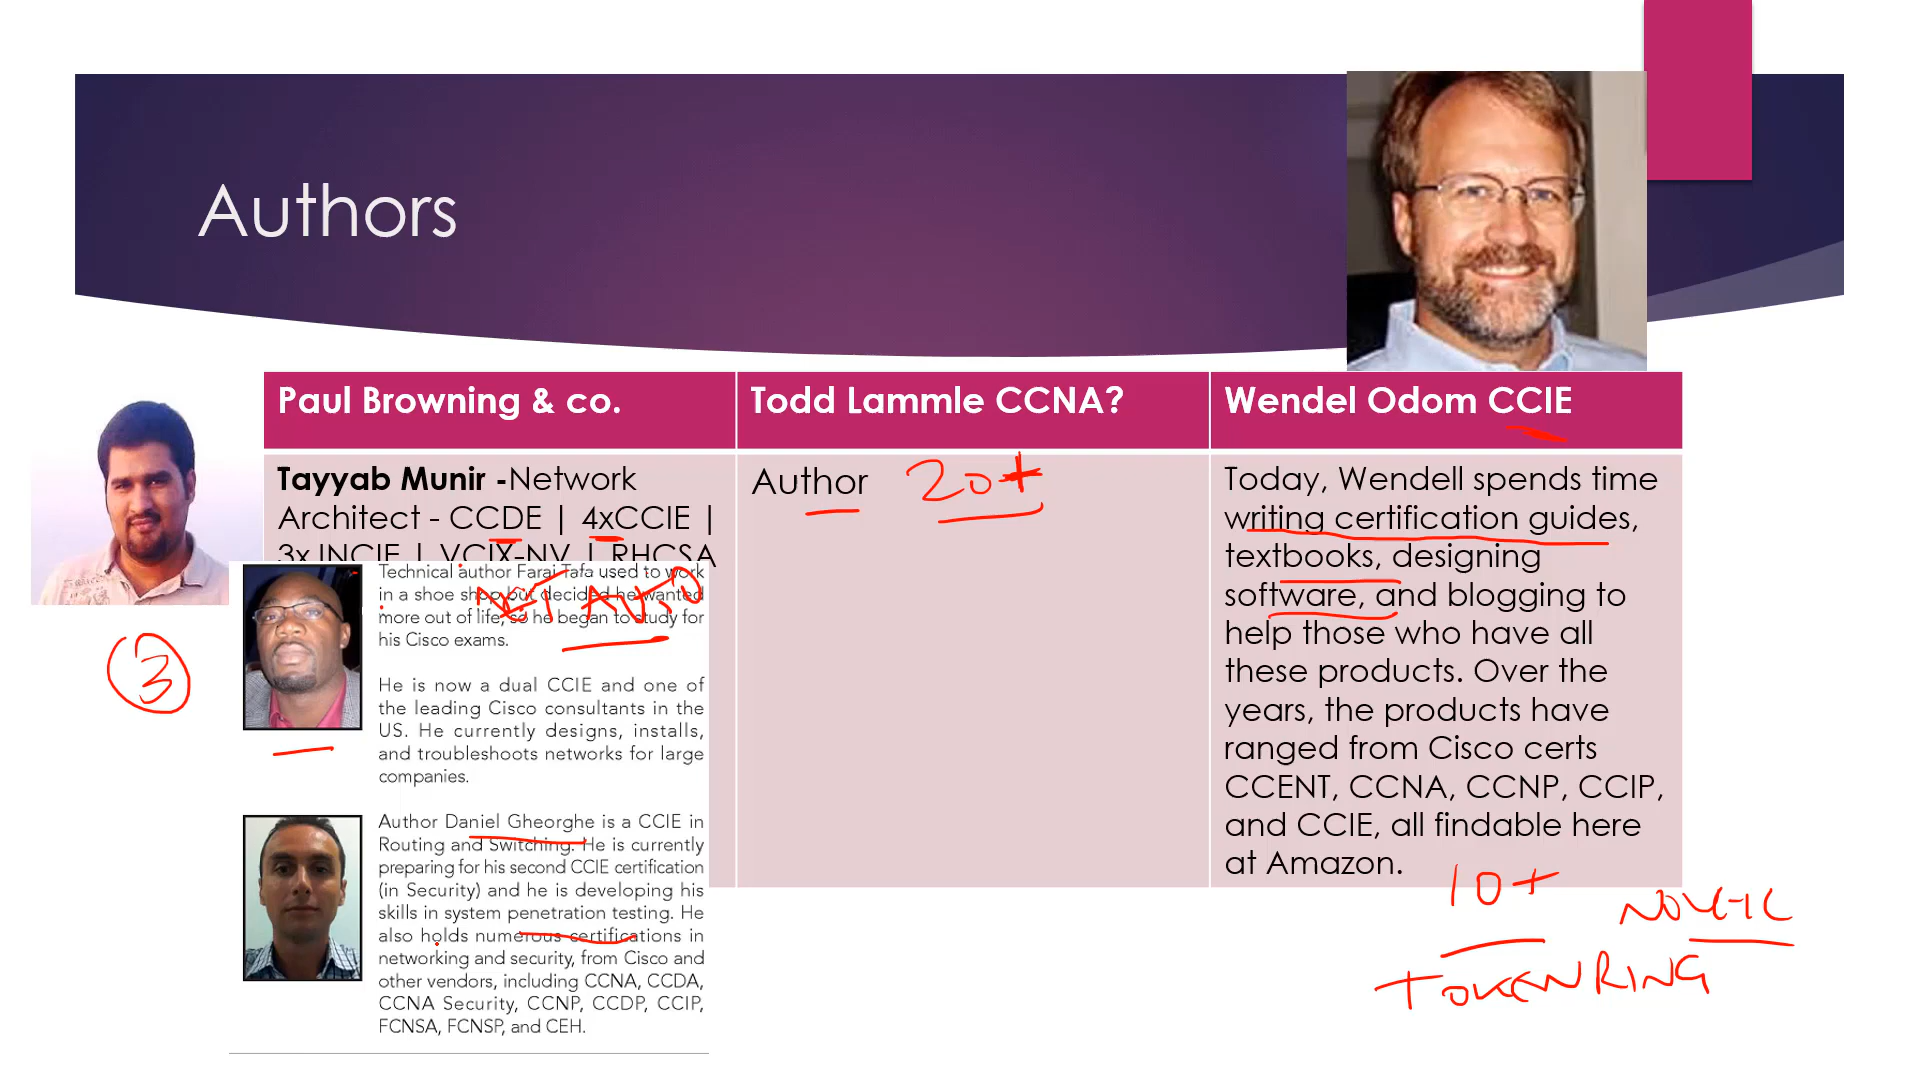 Authors
Paul Browning & co.
Todd Lammle CCNA?
Wendel Odom CCIE
Tayyab Munir -Network
Architect - CCDE | 4xCCIE |
3x JNCIE | VCIX-NV | RHCSA
Technical author Farai Tafa used to work
in a shoe shop but decided he wanted
more out of life, so he began to study for
his Cisco exams.
He is now a dual CCIE and one of
the leading Cisco consultants in the
US. He currently designs, installs,
and troubleshoots networks for large
companies.
Author Daniel Gheorghe is a CCIE in
Routing and Switching. He is currently
preparing for his second CCIE certification
(in Security) and he is developing his
skills in system penetration testing. He
also holds numerous certifications in
networking and security, from Cisco and
other vendors, including CCNA, CCDA,
CCNA Security, CCNP, CCDP, CCIP,
FCNSA, FCNSP, and CEH.
3
NET AUTO
Author 20+
Today, Wendell spends time
writing certification guides,
textbooks, designing
software, and blogging to
help those who have all
these products. Over the
years, the products have
ranged from Cisco certs
CCENT, CCNA, CCNP, CCIP,
and CCIE, all findable here
at Amazon.
10+
TOKEN RING